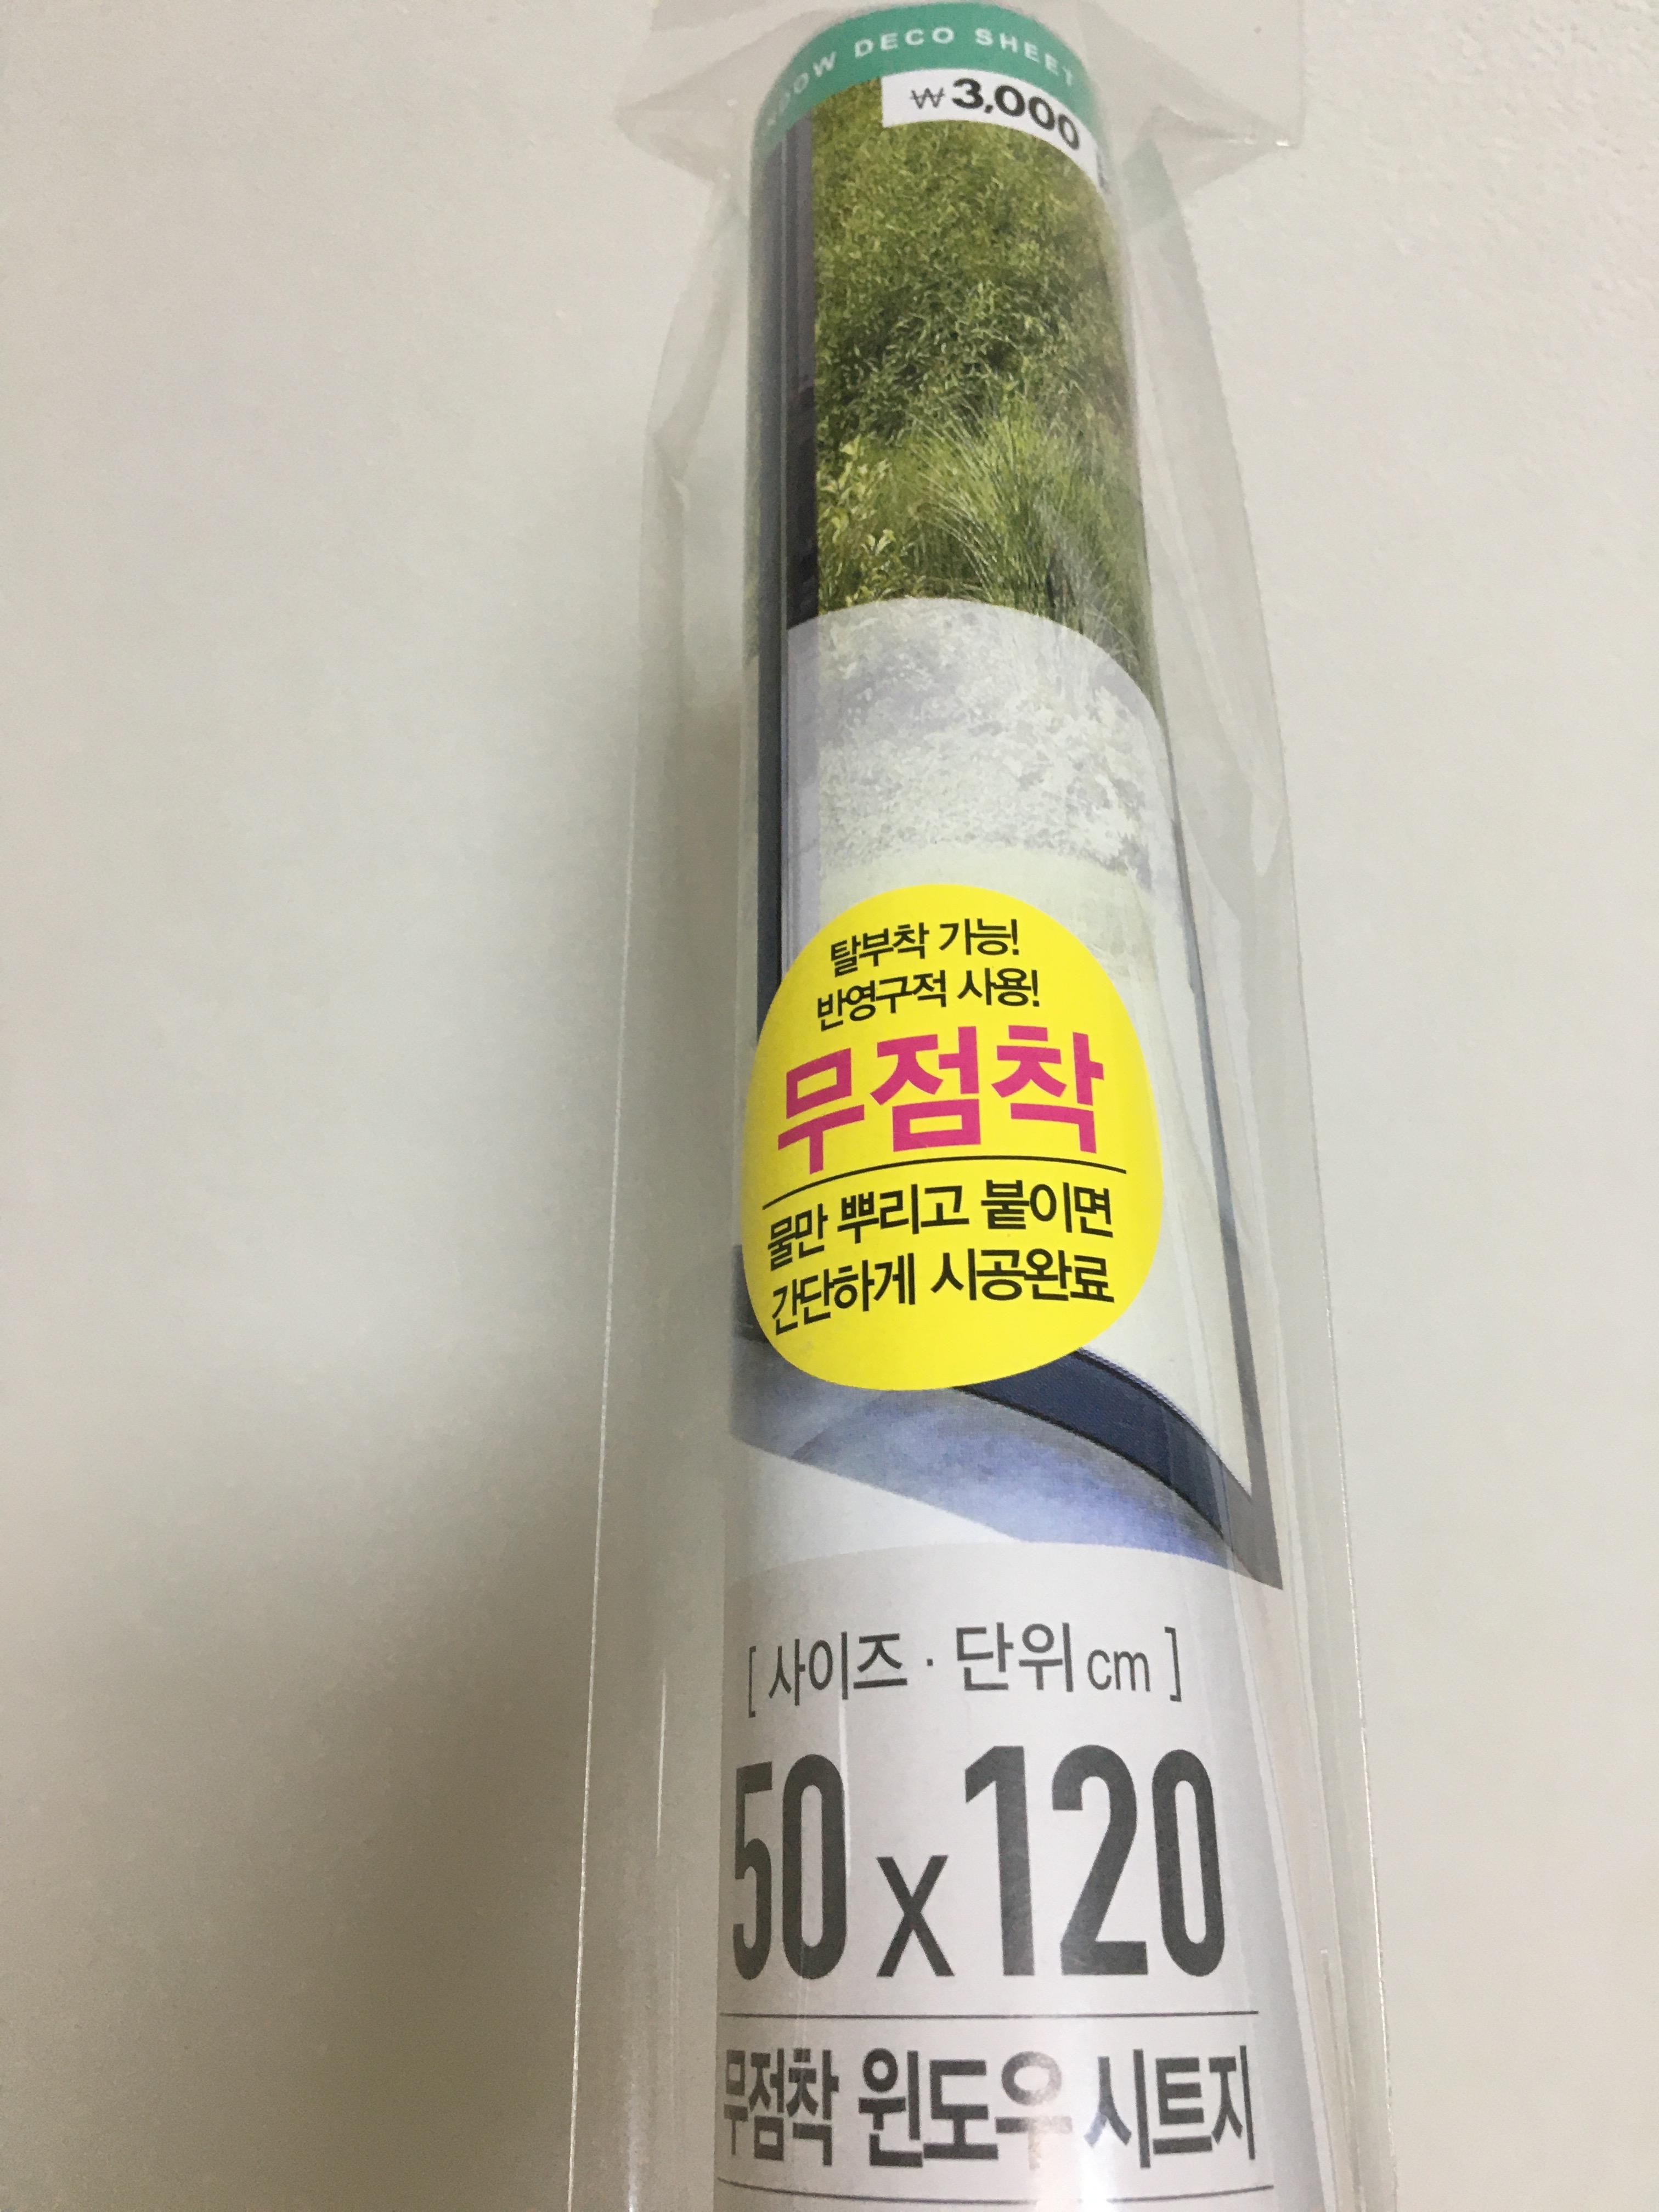 DECO SHEET
₩3,000
탈부착 가능!
반영구적 사용!
무점착
물만 뿌리고 붙이면
간단하게 시공완료
[ 사이즈 · 단위 cm ]
50 x 120
무점착 윈도우 시트지